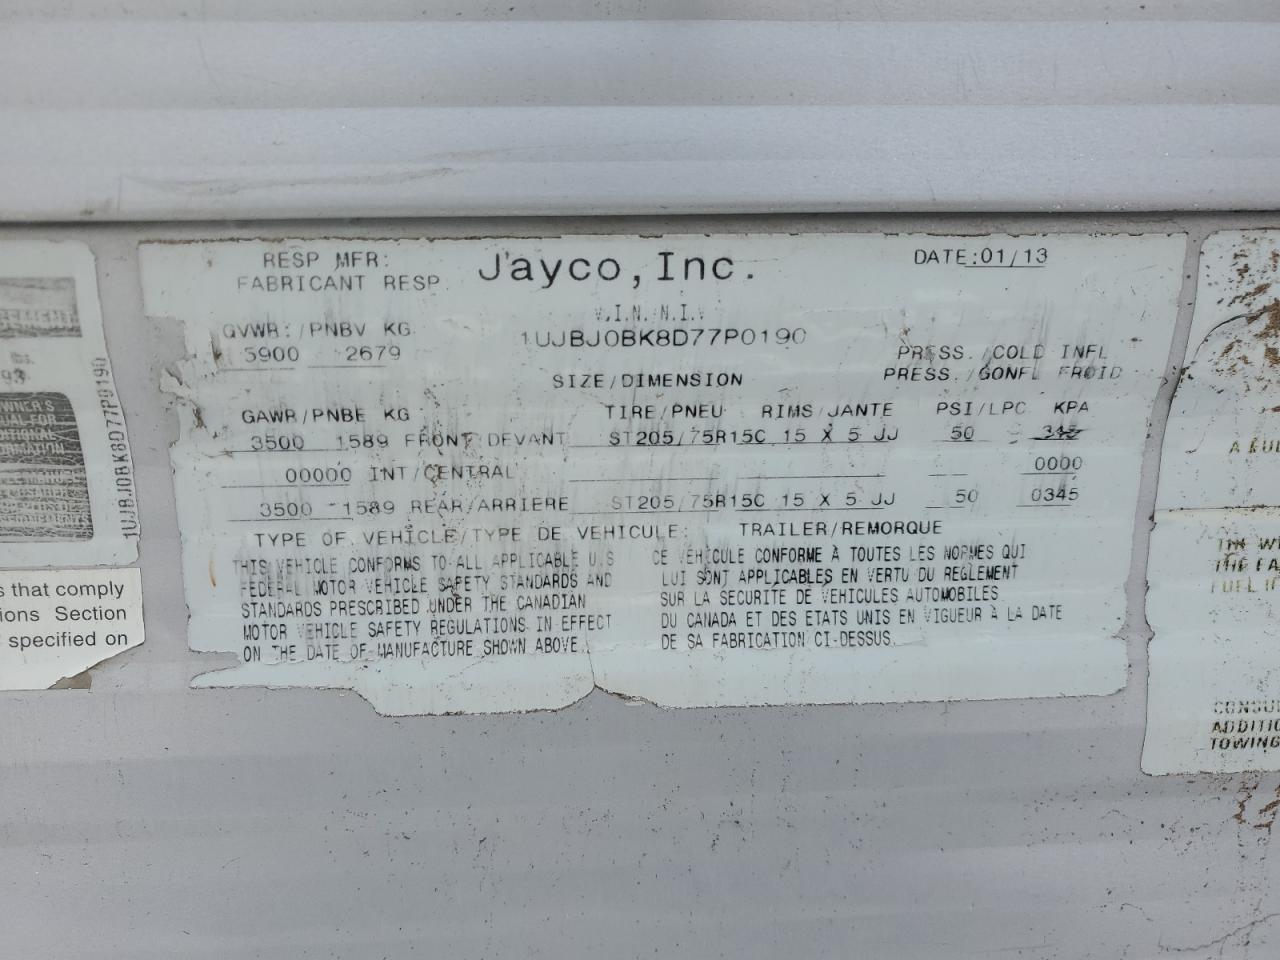 RESP MFR:
FABRICANT RESP
Jayco, Inc.
DATE:01/13
V.I.N./N.I.V
1UJBJ0BK8D77P0190
GVWR:/PNBV KG
5900 2679
PRESS./COLD INFL
PRESS./GONFL FROID
SIZE/DIMENSION
GAWR/PNBE KG TIRE/PNEU RIMS/JANTE PSI/LPC KPA
3500 1589 FRONT/DEVANT ST205/75R15C 15 X 5 JJ 50 345
00000 INT/CENTRAL 0000
3500 1589 REAR/ARRIERE ST205/75R15C 15 X 5 JJ 50 0345
TYPE OF VEHICLE/TYPE DE VEHICULE: TRAILER/REMORQUE
THIS VEHICLE CONFORMS TO ALL APPLICABLE U.S
FEDERAL MOTOR VEHICLE SAFETY STANDARDS AND
STANDARDS PRESCRIBED UNDER THE CANADIAN
MOTOR VEHICLE SAFETY REGULATIONS IN EFFECT
ON THE DATE OF MANUFACTURE SHOWN ABOVE.
CE VEHICULE CONFORME À TOUTES LES NORMES QUI
LUI SONT APPLICABLES EN VERTU DU REGLEMENT
SUR LA SECURITE DE VEHICULES AUTOMOBILES
DU CANADA ET DES ETATS UNIS EN VIGUEUR À LA DATE
DE SA FABRICATION CI-DESSUS.
lbs.
93
1UJBJ0BK8D77P0190
s that comply
ions Section
specified on
A
THE
THE
FUEL
TOWING